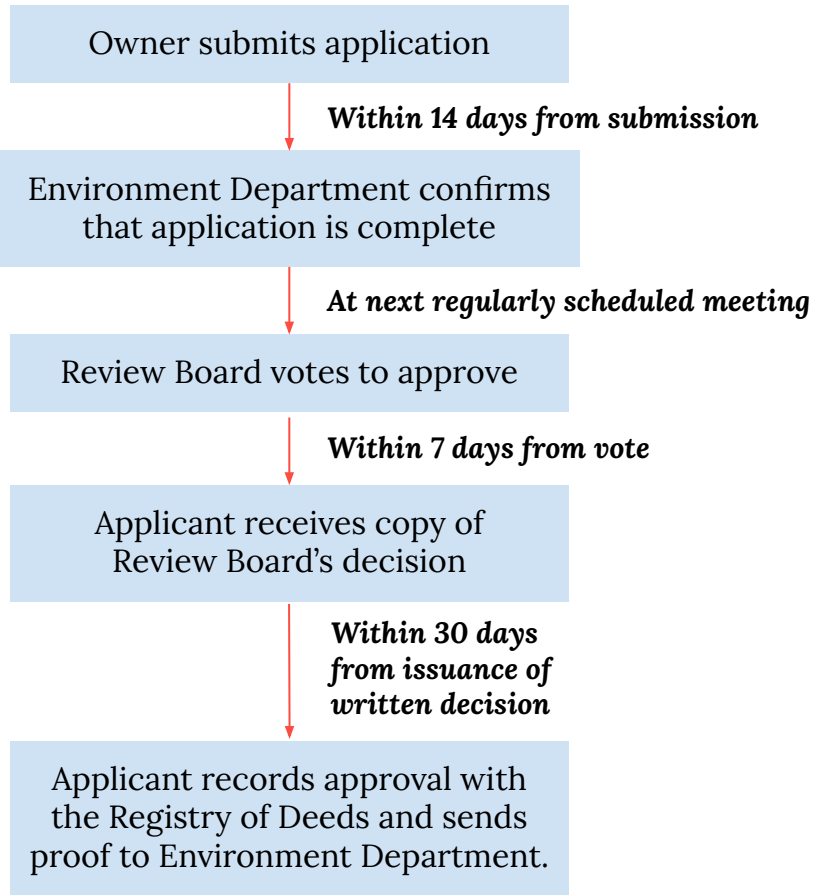 Owner submits application
Within 14 days from submission
Environment Department confirms
that application is complete
At next regularly scheduled meeting
Review Board votes to approve
Within 7 days from vote
Applicant receives copy of
Review Board’s decision
Within 30 days
from issuance of
written decision
Applicant records approval with
the Registry of Deeds and sends
proof to Environment Department.